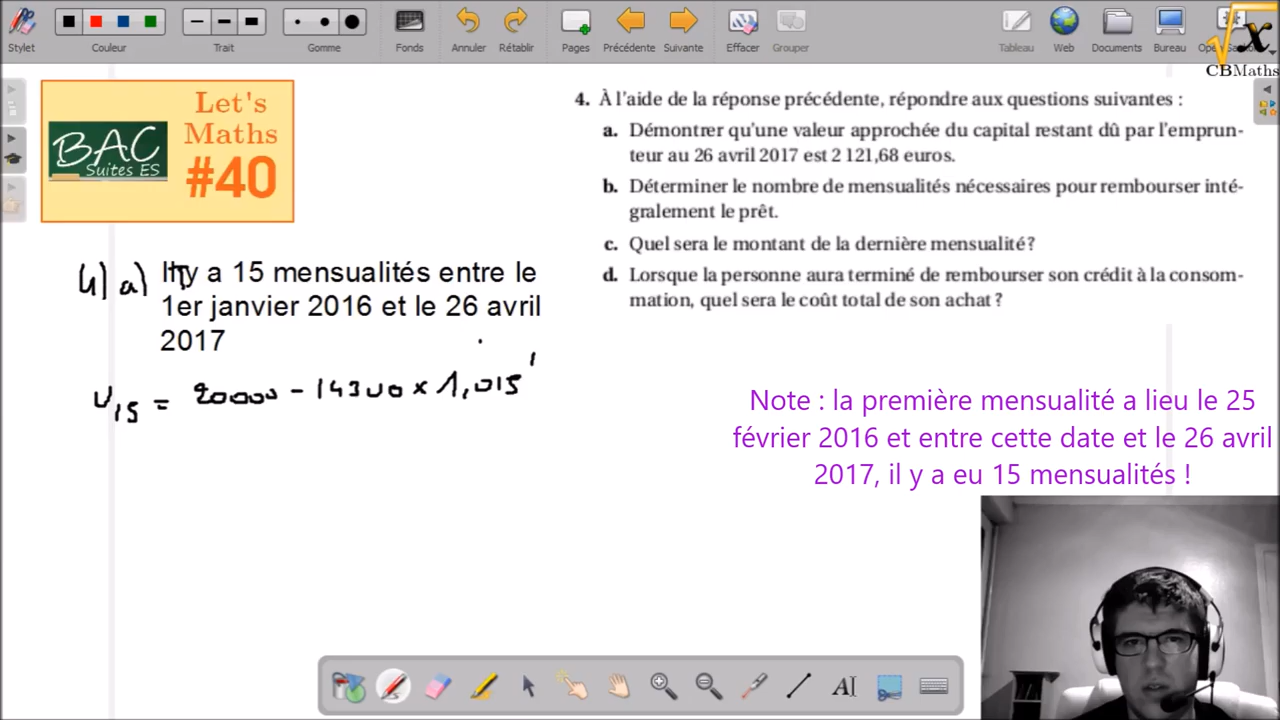 Stylet
Couleur
Trait
Gomme
Fonds
Annuler
Rétablir
Pages
Précédente
Suivante
Effacer
Grouper
Tableau
Web
Documents
Bureau
CBMaths
Let's
Maths
#40
BAC
Suites ES
4. À l'aide de la réponse précédente, répondre aux questions suivantes :
a. Démontrer qu'une valeur approchée du capital restant dû par l'emprun-
teur au 26 avril 2017 est 2 121,68 euros.
b. Déterminer le nombre de mensualités nécessaires pour rembourser inté-
gralement le prêt.
c. Quel sera le montant de la dernière mensualité ?
d. Lorsque la personne aura terminé de rembourser son crédit à la consom-
mation, quel sera le coût total de son achat ?
4) a) Il y a 15 mensualités entre le
1er janvier 2016 et le 26 avril
2017
U15 = 20000 - 14300 × 1,015
Note : la première mensualité a lieu le 25
février 2016 et entre cette date et le 26 avril
2017, il y a eu 15 mensualités !